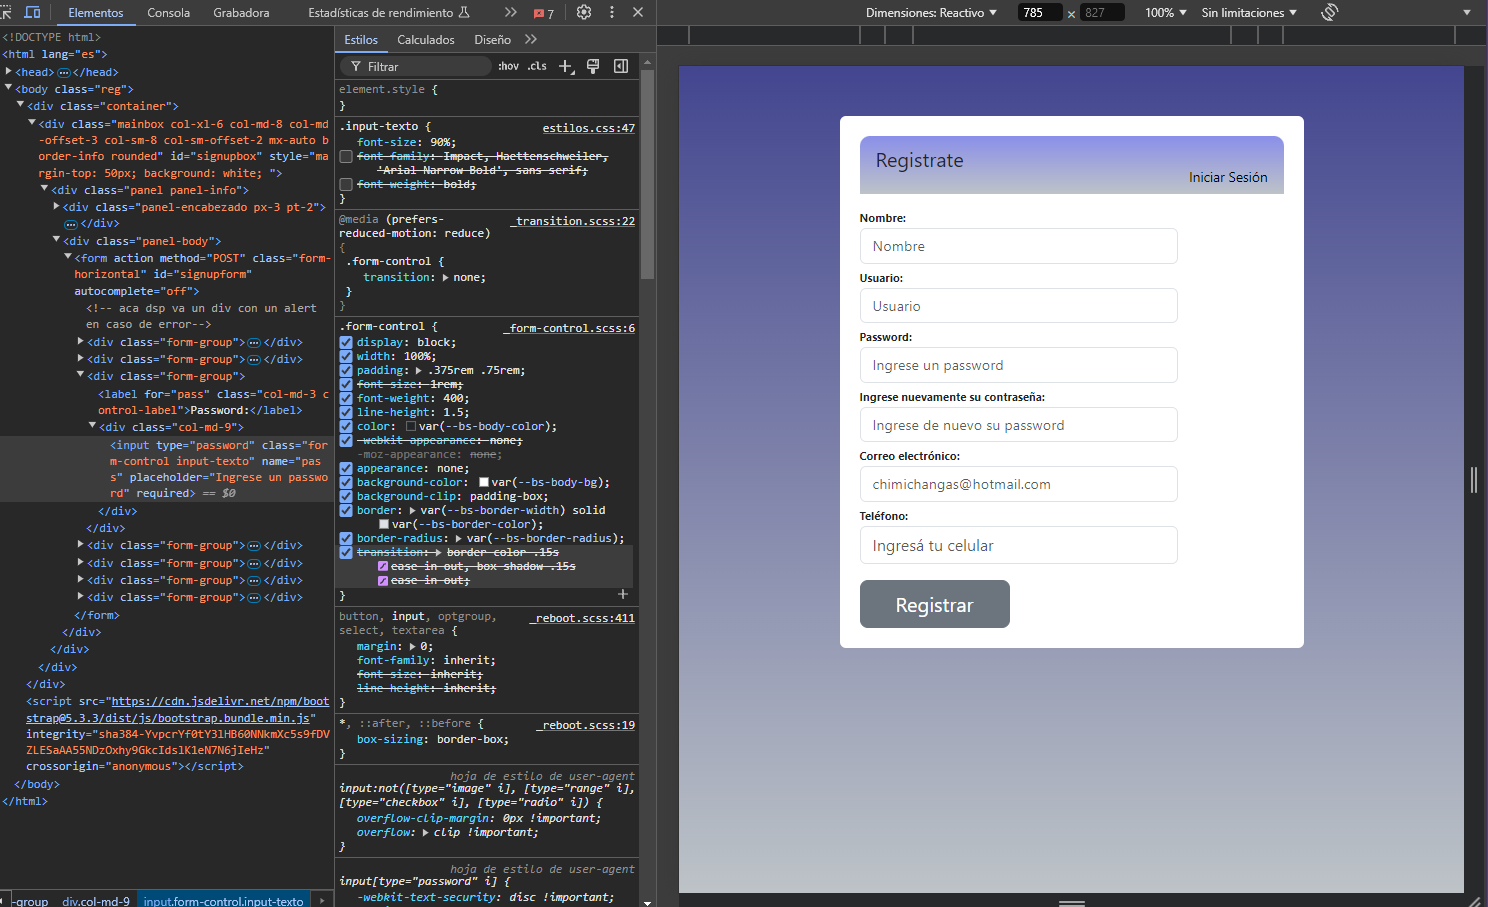 Elementos Consola Grabadora Estadísticas de rendimiento 7
Dimensiones: Reactivo 785 × 827 100% Sin limitaciones
<!DOCTYPE html>
<html lang="es">
<head> </head>
<body class="reg">
<div class="container">
<div class="mainbox col-xl-6 col-md-8 col-md
-offset-3 col-sm-8 col-sm-offset-2 mx-auto b
order-info rounded" id="signupbox" style="ma
rgin-top: 50px; background: white; ">
<div class="panel panel-info">
<div class="panel-encabezado px-3 pt-2">
</div>
<div class="panel-body">
<form action method="POST" class="form-
horizontal" id="signupform"
autocomplete="off">
<!-- aca dsp va un div con un alert
en caso de error-->
<div class="form-group"> </div>
<div class="form-group"> </div>
<div class="form-group">
<label for="pass" class="col-md-3 c
ontrol-label">Password:</label>
<div class="col-md-9">
<input type="password" class="for
m-control input-texto" name="pas
s" placeholder="Ingrese un passwo
rd" required> == $0
</div>
</div>
<div class="form-group"> </div>
<div class="form-group"> </div>
<div class="form-group"> </div>
<div class="form-group"> </div>
</form>
</div>
</div>
</div>
</div>
<script src="https://cdn.jsdelivr.net/npm/boot
strap@5.3.3/dist/js/bootstrap.bundle.min.js"
integrity="sha384-YvpcrYf0tY3lHB60NNkmXc5s9fDV
ZLESaAA55NDzOxhy9GkcIdslK1eN7N6jIeHz"
crossorigin="anonymous"></script>
</body>
</html>
-group div.col-md-9 input.form-control.input-texto
Estilos Calculados Diseño
Filtrar :hov .cls
element.style {
}
.input-texto { estilos.css:47
font-size: 90%;
font-family: Impact, Haettenschweiler,
'Arial Narrow Bold', sans-serif;
font-weight: bold;
}
@media (prefers- _transition.scss:22
reduced-motion: reduce)
{
.form-control {
transition: none;
}
}
.form-control { _form-control.scss:6
display: block;
width: 100%;
padding: .375rem .75rem;
font-size: 1rem;
font-weight: 400;
line-height: 1.5;
color: var(--bs-body-color);
-webkit-appearance: none;
-moz-appearance: none;
appearance: none;
background-color: var(--bs-body-bg);
background-clip: padding-box;
border: var(--bs-border-width) solid
var(--bs-border-color);
border-radius: var(--bs-border-radius);
transition: border-color .15s
ease-in-out, box-shadow .15s
ease-in-out;
}
button, input, optgroup, _reboot.scss:411
select, textarea {
margin: 0;
font-family: inherit;
font-size: inherit;
line-height: inherit;
}
*, ::after, ::before { _reboot.scss:19
box-sizing: border-box;
}
hoja de estilo de user-agent
input:not([type="image" i], [type="range" i],
[type="checkbox" i], [type="radio" i]) {
overflow-clip-margin: 0px !important;
overflow: clip !important;
}
hoja de estilo de user-agent
input[type="password" i] {
-webkit-text-security: disc !important;
Registrate
Iniciar Sesión
Nombre:
Nombre
Usuario:
Usuario
Password:
Ingrese un password
Ingrese nuevamente su contraseña:
Ingrese de nuevo su password
Correo electrónico:
chimichangas@hotmail.com
Teléfono:
Ingresá tu celular
Registrar